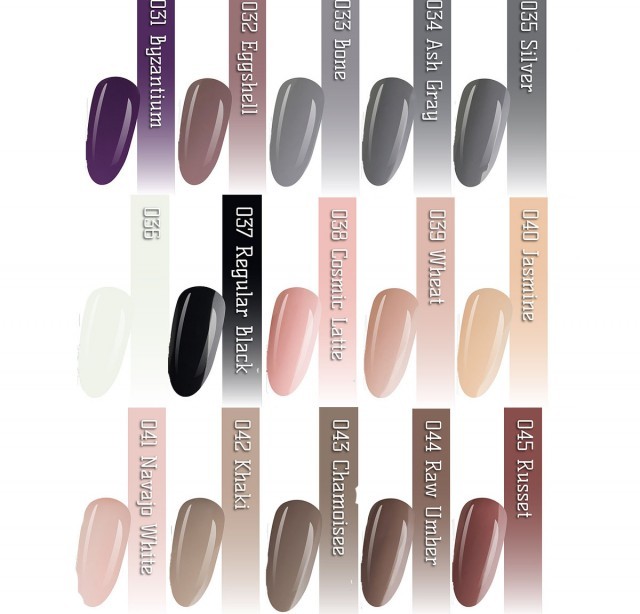 031 Byzantium
032 Eggshell
033 Bone
034 Ash Gray
035 Silver
036
037 Regular Black
038 Cosmic Latte
039 Wheat
040 Jasmine
041 Navajo White
042 Khaki
043 Chamoisee
044 Raw Umber
045 Russet